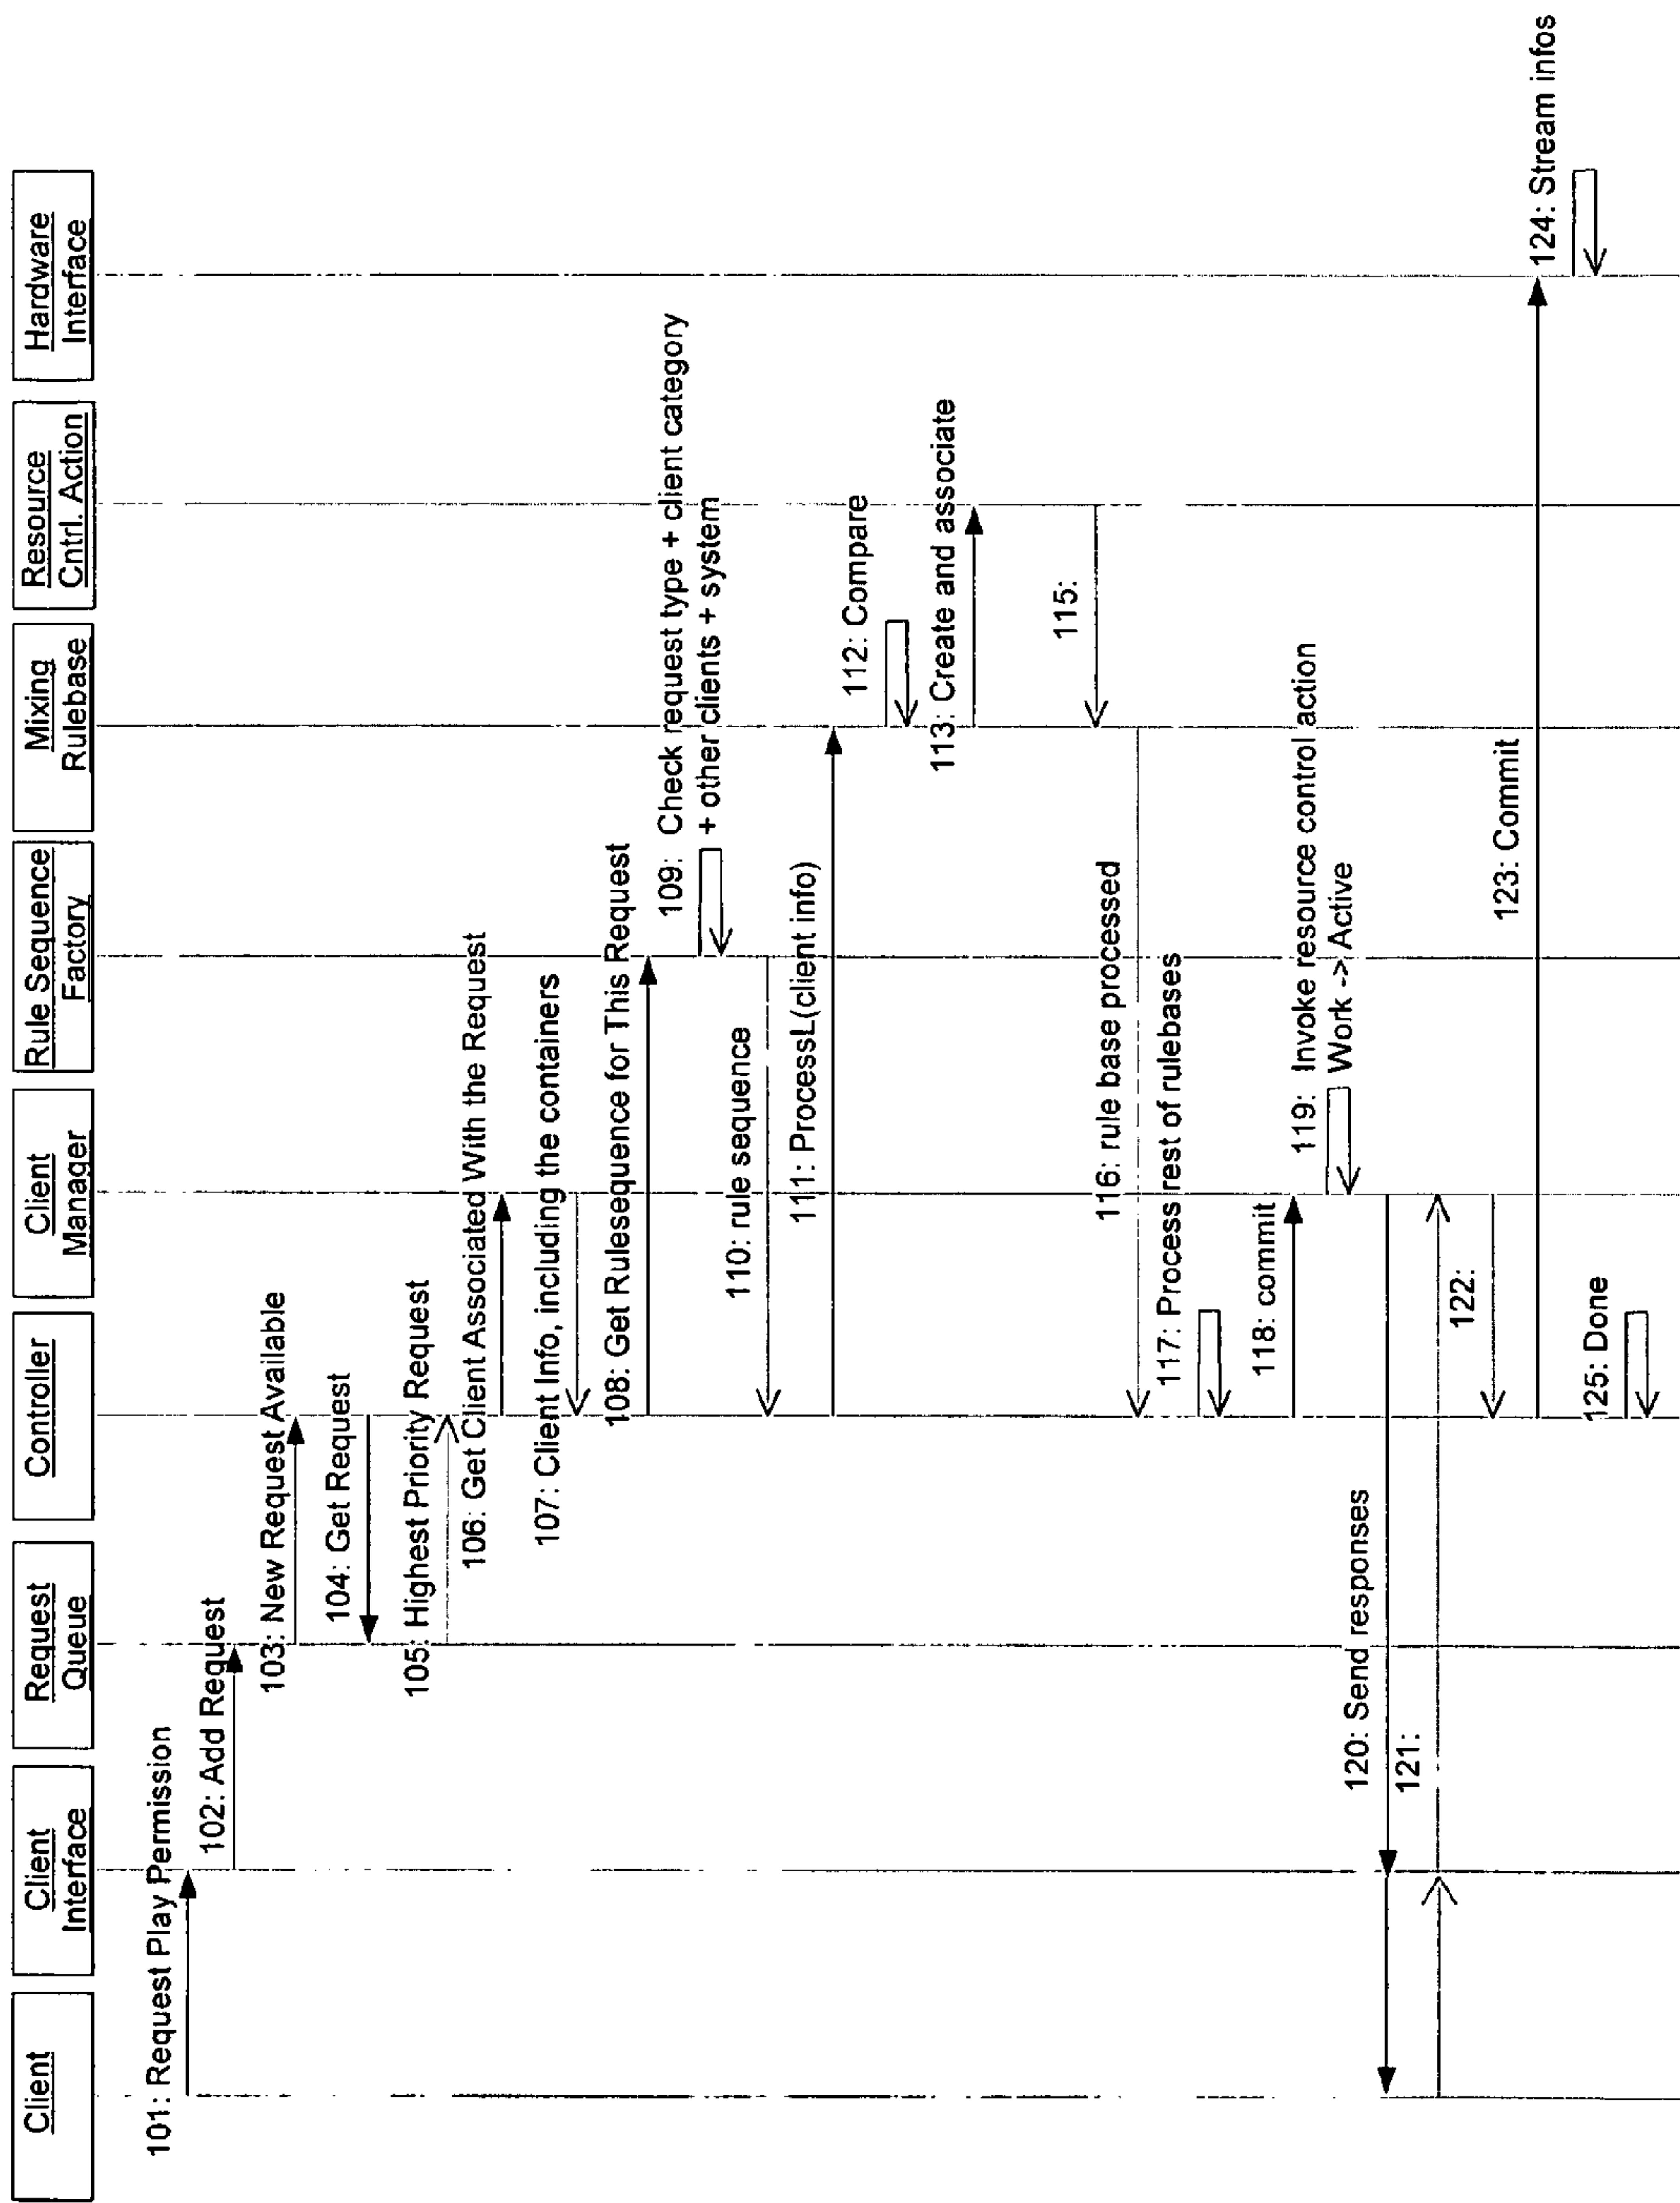 Client
Client
Interface
Request
Queue
Controller
Client
Manager
Rule Sequence
Factory
Mixing
Rulebase
Resource
Cntrl. Action
Hardware
Interface
101: Request Play Permission
102: Add Request
103: New Request Available
104: Get Request
105: Highest Priority Request
106: Get Client Associated With the Request
107: Client Info, including the containers
108: Get Rulesequence for This Request
109: Check request type + client category
+ other clients + system
110: rule sequence
111: ProcessL(client info)
112: Compare
113: Create and associate
115:
116: rule base processed
117: Process rest of rulebases
118: commit
119: Invoke resource control action
Work -> Active
120: Send responses
121:
122:
123: Commit
124: Stream infos
125: Done